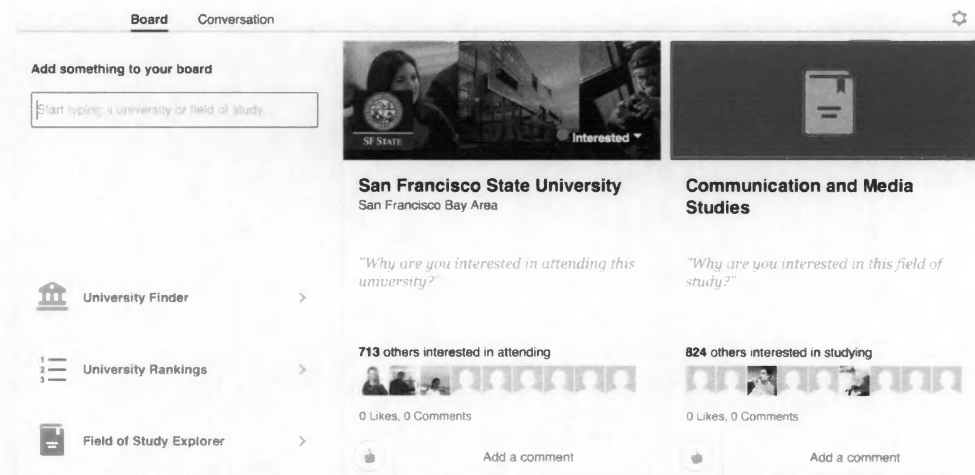 Board Conversation
Add something to your board
Start typing a university or field of study...
University Finder
1
2
3
University Rankings
Field of Study Explorer
SF STATE
Interested
San Francisco State University
San Francisco Bay Area
"Why are you interested in attending this
university?"
713 others interested in attending
0 Likes, 0 Comments
Add a comment
Communication and Media
Studies
"Why are you interested in this field of
study?"
824 others interested in studying
0 Likes, 0 Comments
Add a comment